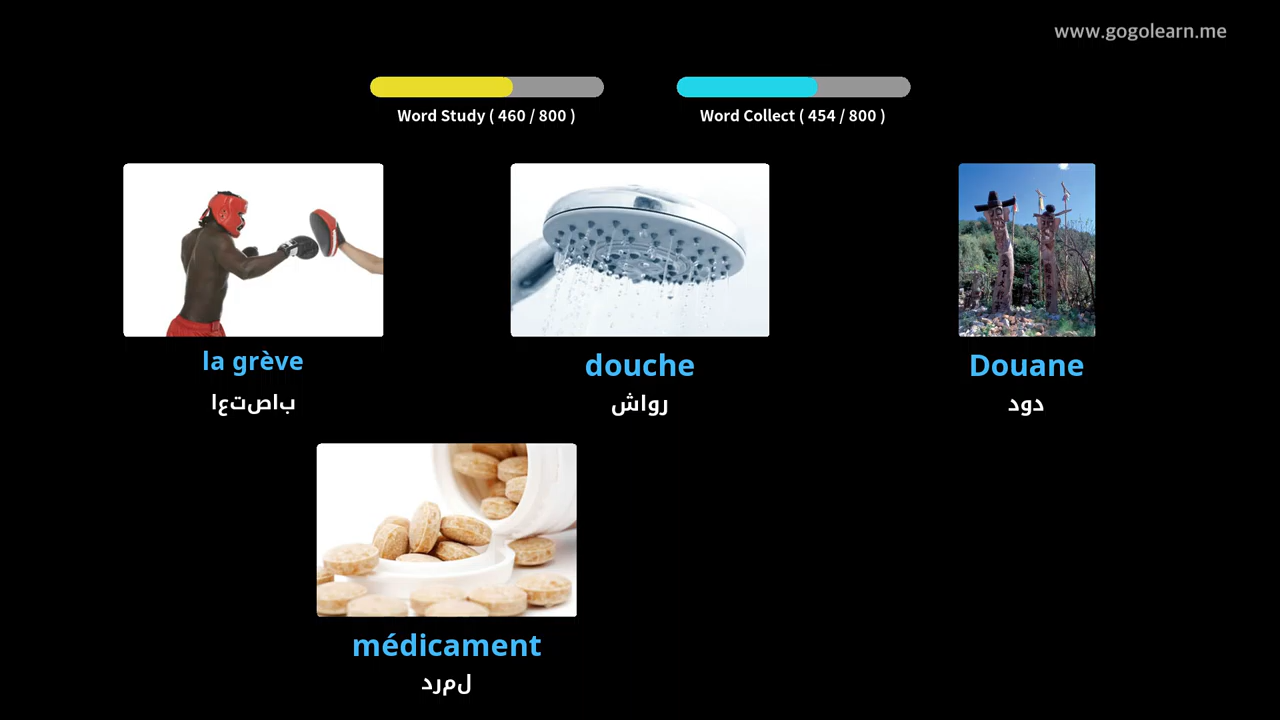 www.gogolearn.me
Word Study ( 460 / 800 )
Word Collect ( 454 / 800 )
la grève
باصتعا
douche
رواش
Douane
دود
médicament
لمرد